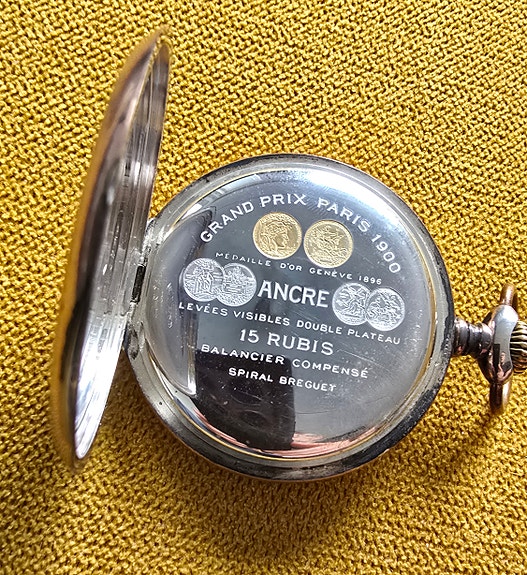 GRAND PRIX PARIS 1900
MEDAILLE D'OR GENÈVE 1896
ANCRE
LEVÉES VISIBLES DOUBLE PLATEAU
15 RUBIS
BALANCIER COMPENSÉ
SPIRAL BREGUET